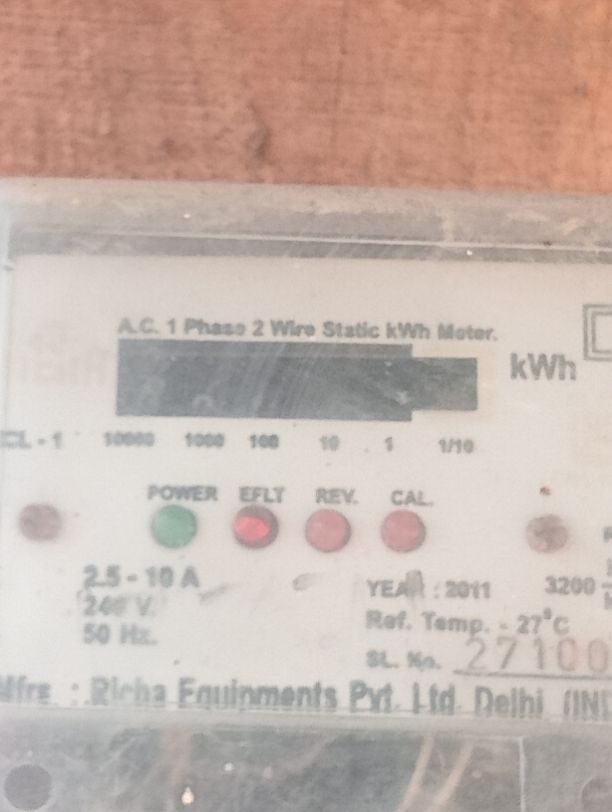 A.C. 1 Phase 2 Wire Static kWh Meter.
kWh
CL - 1 10000 1000 100 10 1 1/10
POWER EFLT REV. CAL.
2.5 - 10 A
240 V.
50 Hz.
YEAR : 2011
3200
Ref. Temp. - 27°C
SL. No. 27100
Mfrs : Richa Equipments Pvt. Ltd. Delhi (IN